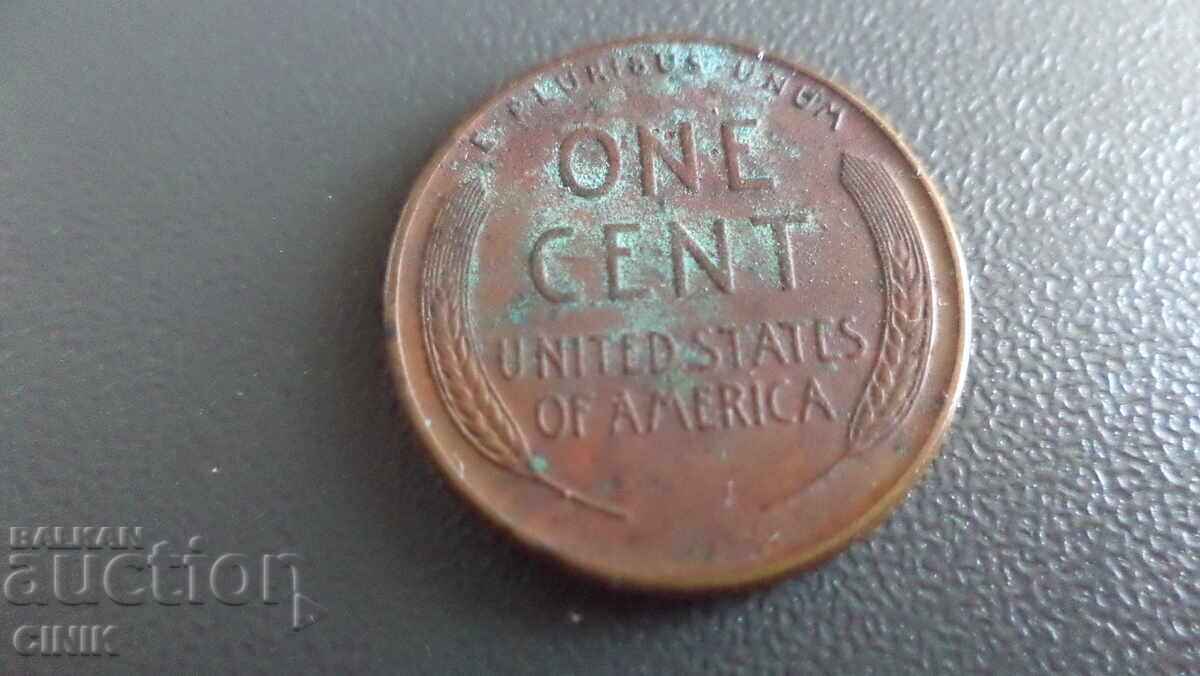 E · PLURIBUS · UNUM
ONE
CENT
UNITED STATES
OF AMERICA
BALKAN
auction
CINIK